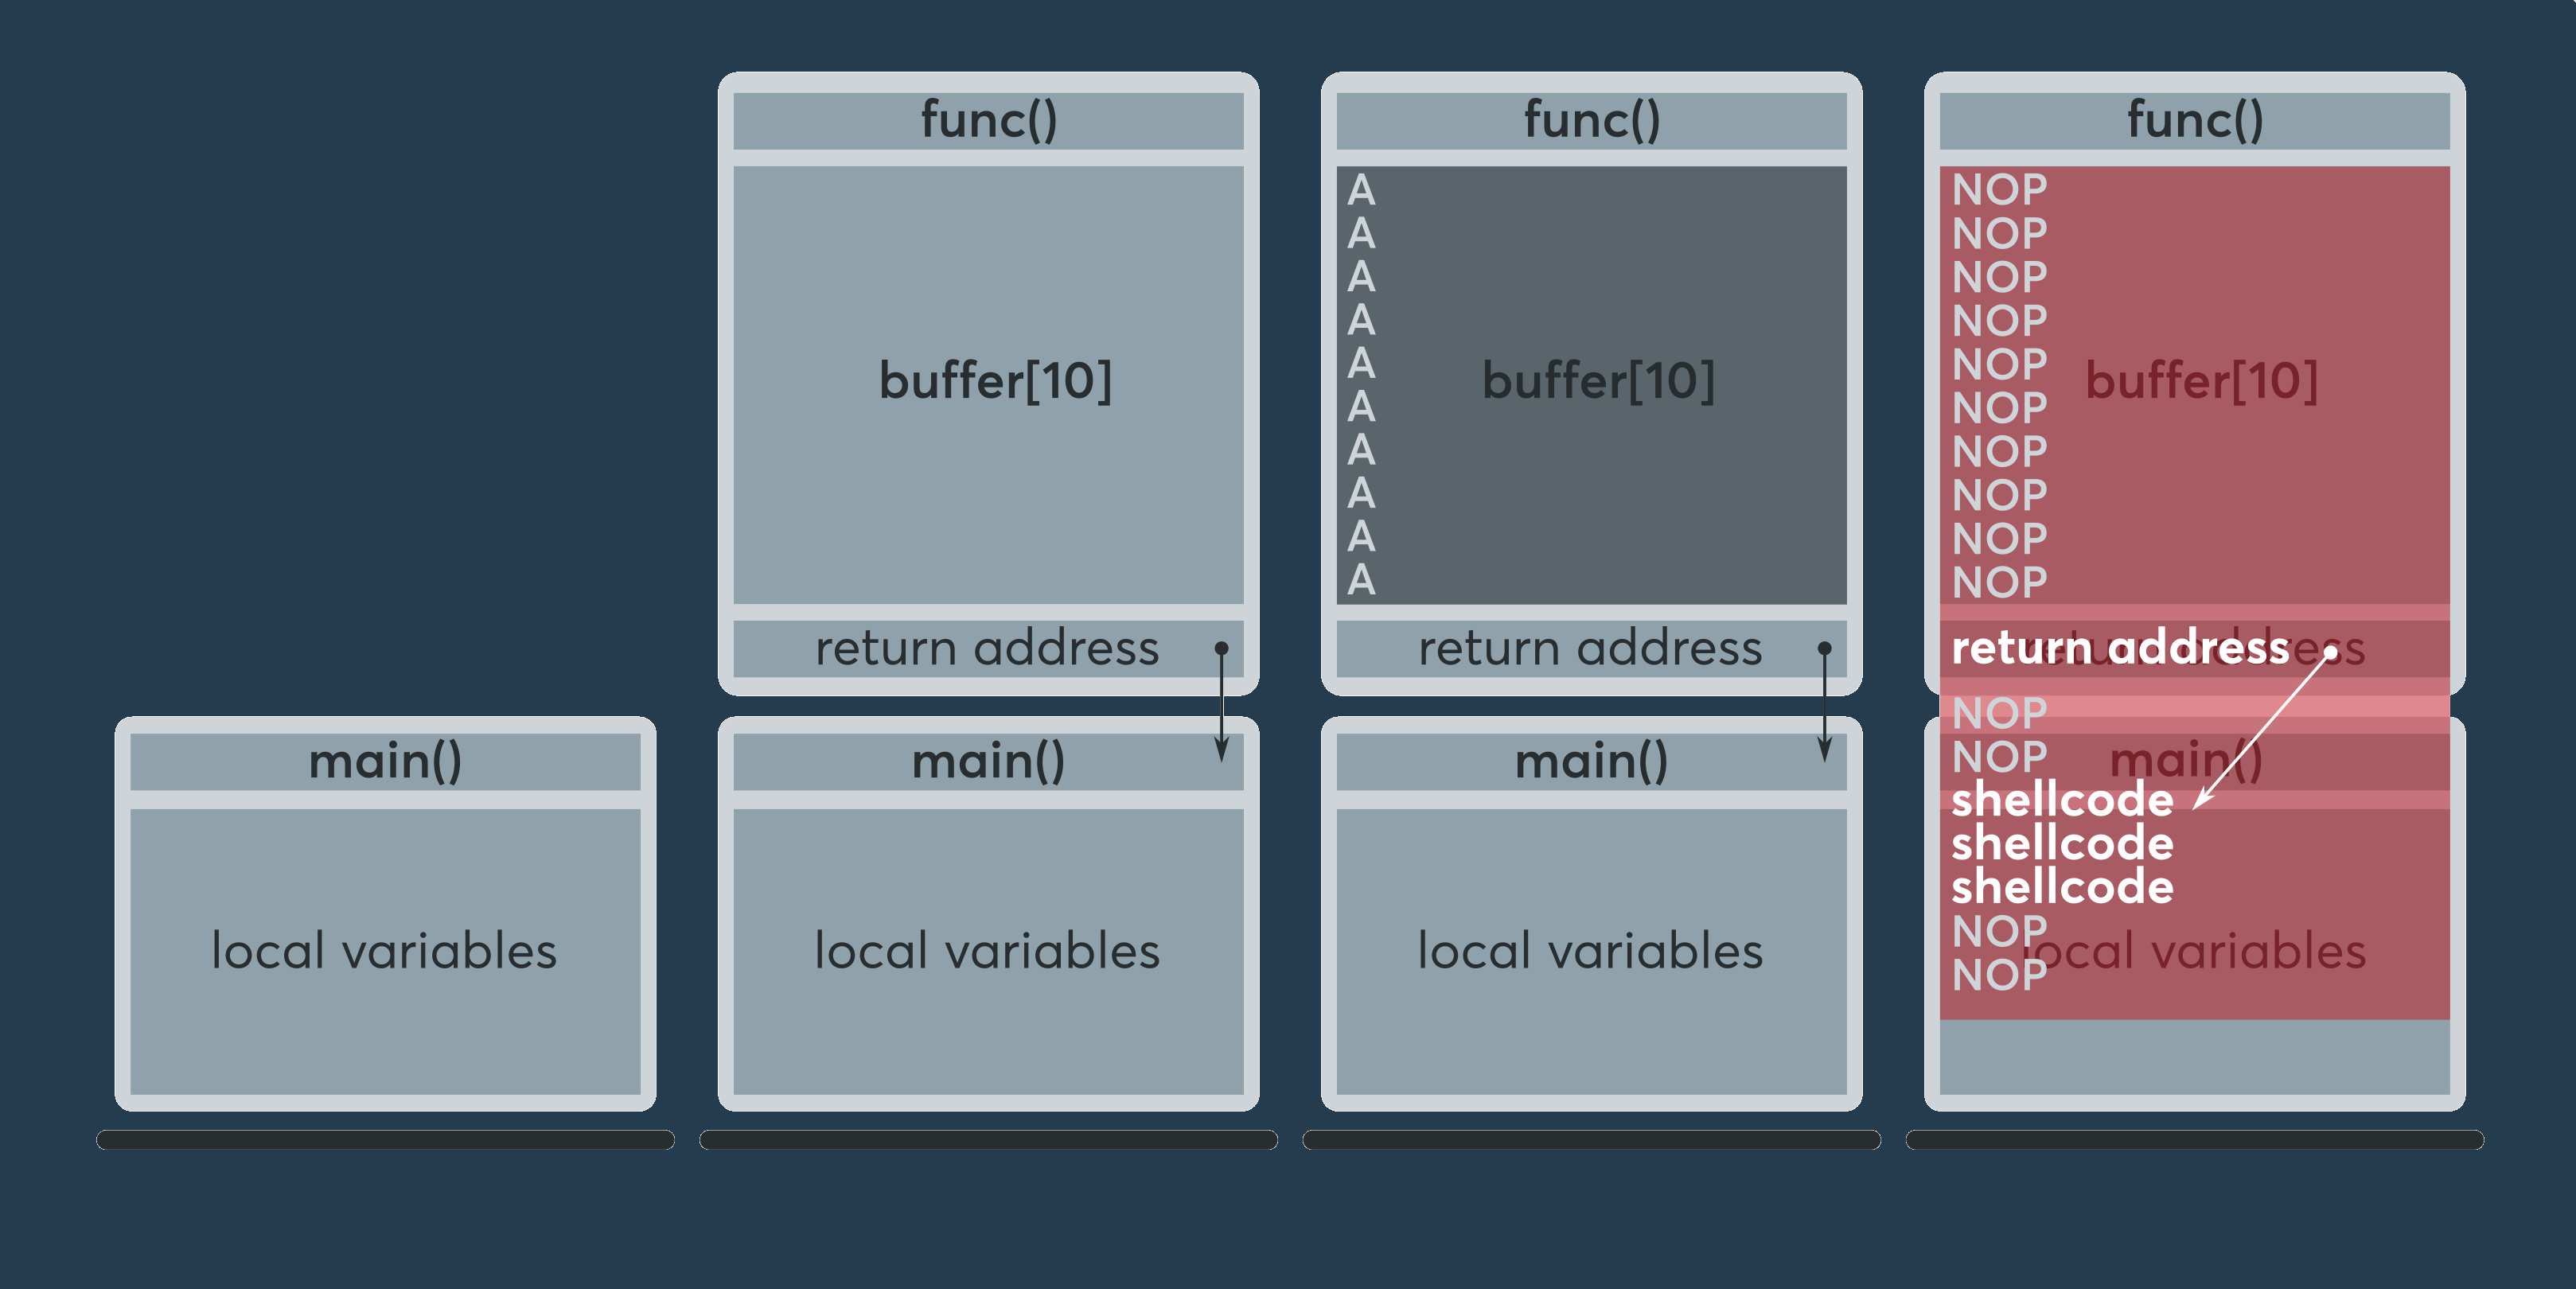 main()
local variables
func()
buffer[10]
return address
main()
local variables
func()
A
A
A
A
A
buffer[10]
A
A
A
A
A
return address
main()
local variables
func()
NOP
NOP
NOP
NOP
NOP
buffer[10]
NOP
NOP
NOP
NOP
NOP
return address
return address
NOP
NOP
main()
shellcode
shellcode
shellcode
NOP
local variables
NOP